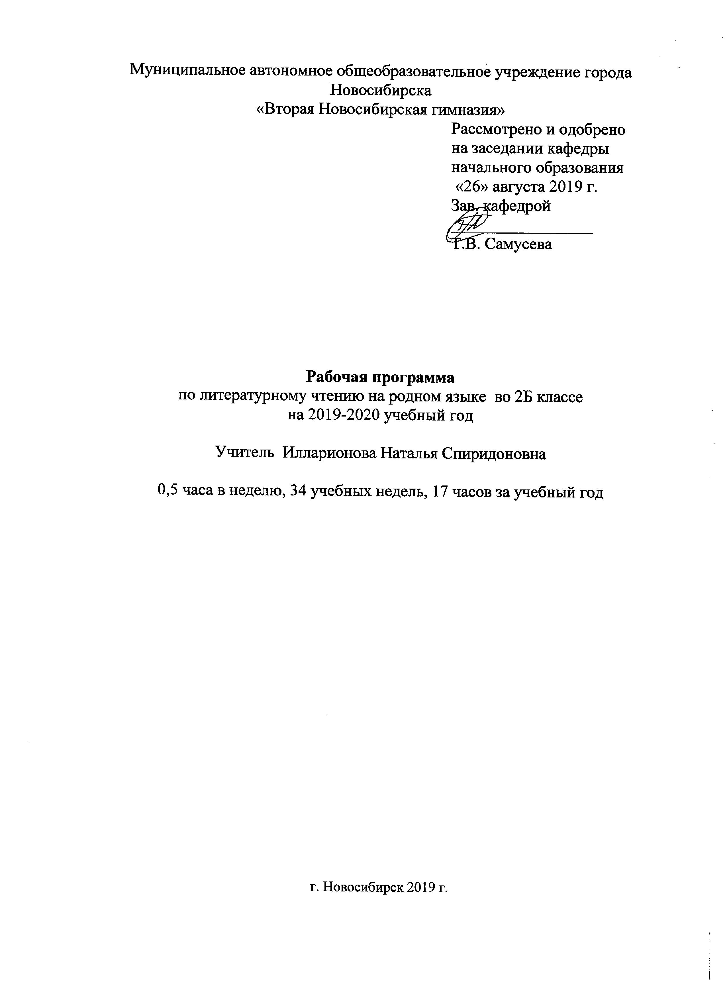 Муниципальное автономное общеобразовательное учреждение города
Новосибирска
«Вторая Новосибирская гимназия»
Рассмотрено и одобрено
на заседании кафедры
начального образования
«26» августа 2019 г.
Зав. кафедрой
Т.В. Самусева
Рабочая программа
по литературному чтению на родном языке во 2Б классе
на 2019-2020 учебный год
Учитель Илларионова Наталья Спиридоновна
0,5 часа в неделю, 34 учебных недель, 17 часов за учебный год
г. Новосибирск 2019 г.